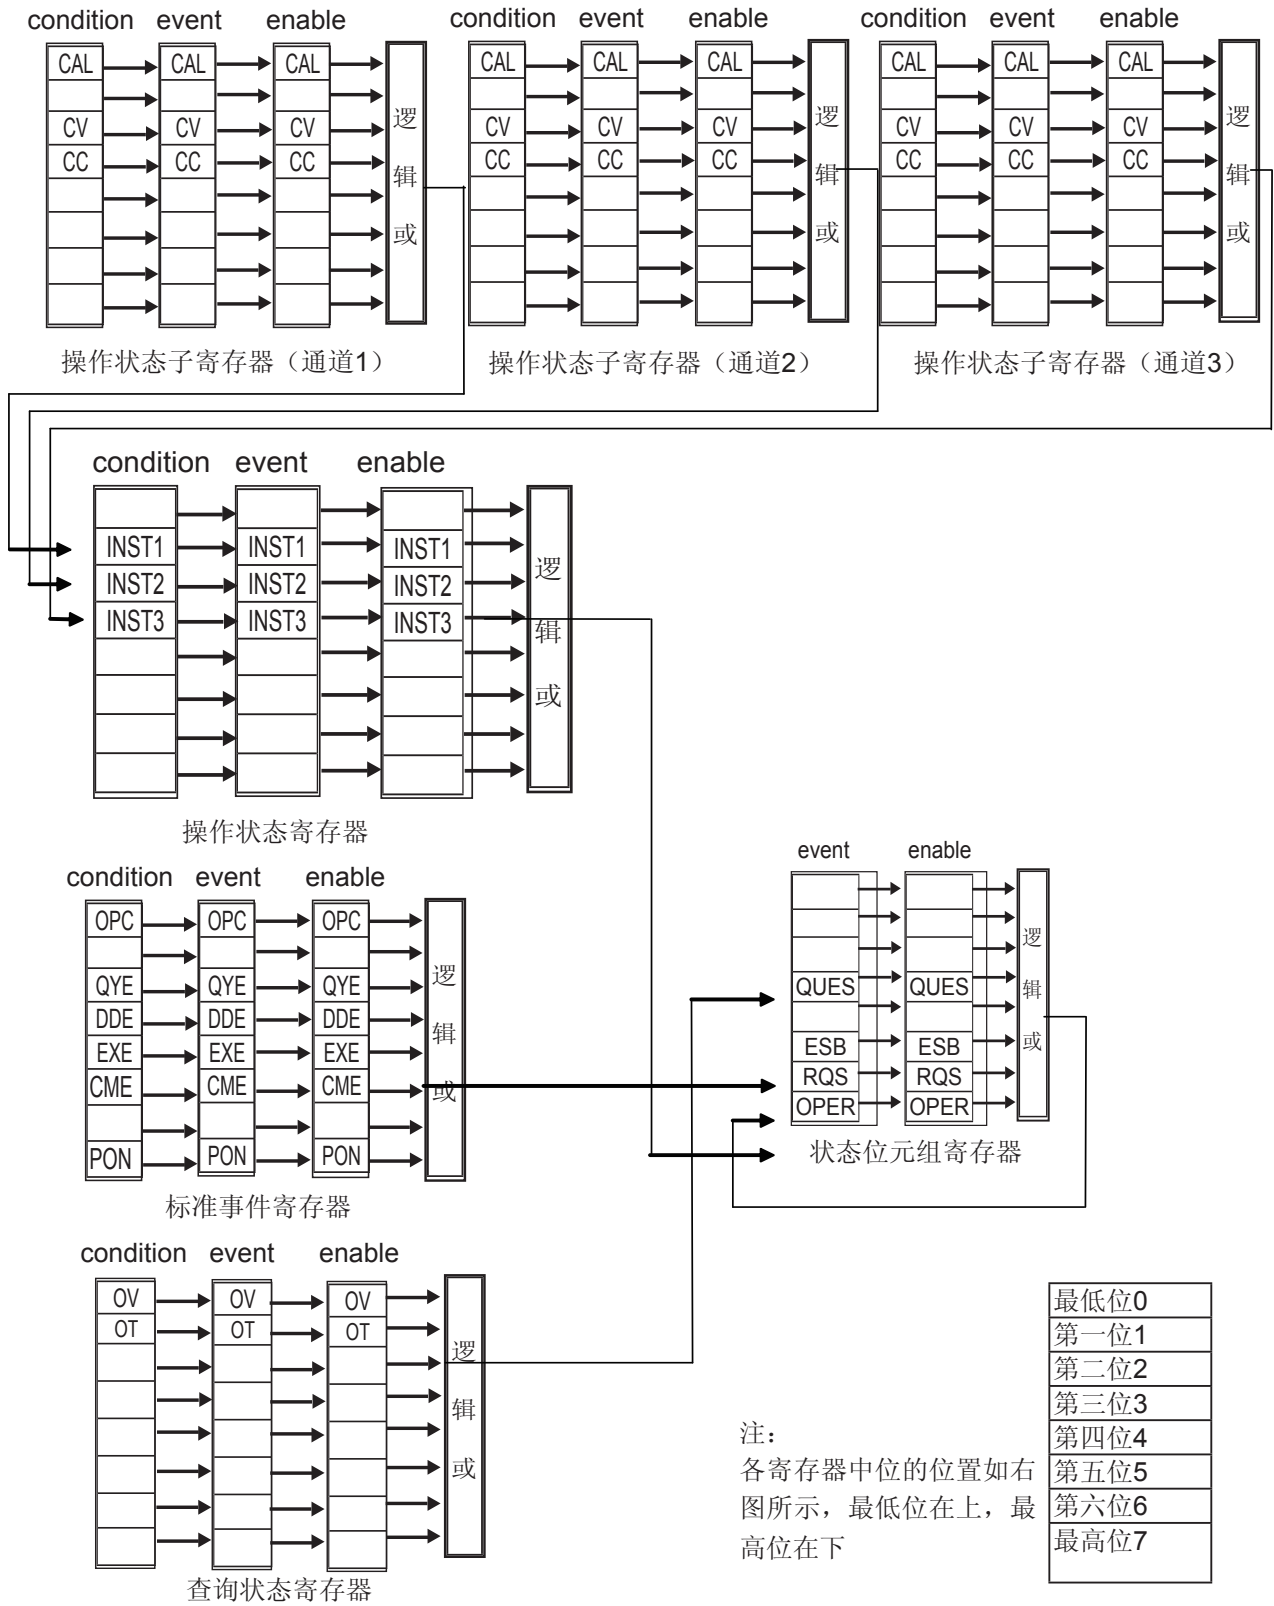 condition event enable condition event enable condition event enable
CAL CAL CAL CAL CAL CAL CAL CAL CAL
CV CV CV CV CV CV CV CV CV
CC CC CC CC CC CC CC CC CC
逻辑或 逻辑或 逻辑或
操作状态子寄存器（通道1） 操作状态子寄存器（通道2） 操作状态子寄存器（通道3）
condition event enable
INST1 INST1 INST1
INST2 INST2 INST2
INST3 INST3 INST3
逻辑或
操作状态寄存器
condition event enable
OPC OPC OPC
QYE QYE QYE
DDE DDE DDE
EXE EXE EXE
CME CME CME
PON PON PON
逻辑或
标准事件寄存器
event enable
QUES QUES
ESB ESB
RQS RQS
OPER OPER
逻辑或
状态位元组寄存器
condition event enable
OV OV OV
OT OT OT
逻辑或
查询状态寄存器
注：
各寄存器中位的位置如右
图所示，最低位在上，最
高位在下
最低位0
第一位1
第二位2
第三位3
第四位4
第五位5
第六位6
最高位7